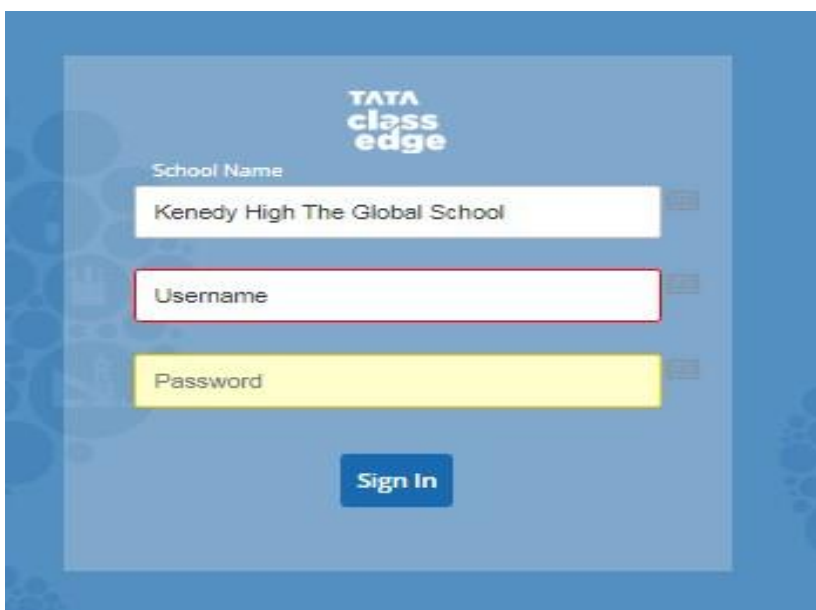 TATA
class
edge
School Name
Kenedy High The Global School
Username
Password
Sign In